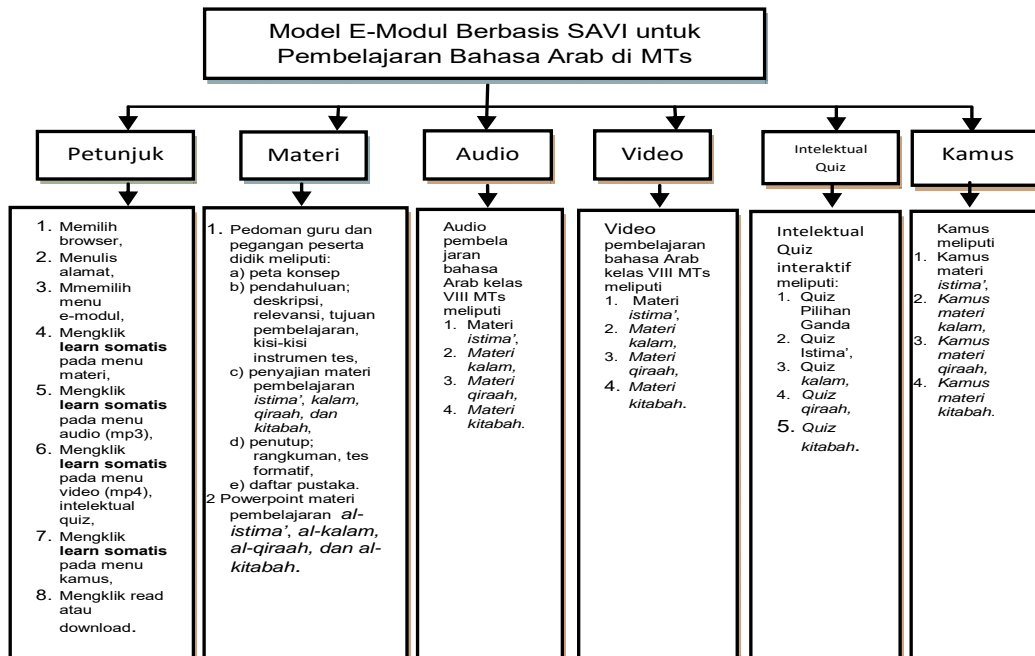 Model E-Modul Berbasis SAVI untuk
Pembelajaran Bahasa Arab di MTs
Petunjuk
Materi
Audio
Video
Intelektual
Quiz
Kamus
1. Memilih
browser,
2. Menulis
alamat,
3. Mmemilih
menu
e-modul,
4. Mengklik
learn somatis
pada menu
materi,
5. Mengklik
learn somatis
pada menu
audio (mp3),
6. Mengklik
learn somatis
pada menu
video (mp4),
intelektual
quiz,
7. Mengklik
learn somatis
pada menu
kamus,
8. Mengklik read
atau
download.
1. Pedoman guru dan
pegangan peserta
didik meliputi:
a) peta konsep
b) pendahuluan;
deskripsi,
relevansi, tujuan
pembelajaran,
kisi-kisi
instrumen tes,
c) penyajian materi
pembelajaran
istima', kalam,
qiraah, dan
kitabah,
d) penutup;
rangkuman, tes
formatif,
e) daftar pustaka.
2 Powerpoint materi
pembelajaran al-
istima', al-kalam,
al-qiraah, dan al-
kitabah.
Audio
pembela
jaran
bahasa
Arab kelas
VIII MTs
meliputi
1. Materi
istima',
2. Materi
kalam,
3. Materi
qiraah,
4. Materi
kitabah.
Video
pembelajaran
bahasa Arab
kelas VIII MTs
meliputi
1. Materi
istima',
2. Materi
kalam,
3. Materi
qiraah,
4. Materi
kitabah.
Intelektual
Quiz
interaktif
meliputi:
1. Quiz
Pilihan
Ganda
2. Quiz
Istima',
3. Quiz
kalam,
4. Quiz
qiraah,
5. Quiz
kitabah.
Kamus
meliputi
1. Kamus
materi
istima',
2. Kamus
materi
kalam,
3. Kamus
materi
qiraah,
4. Kamus
materi
kitabah.